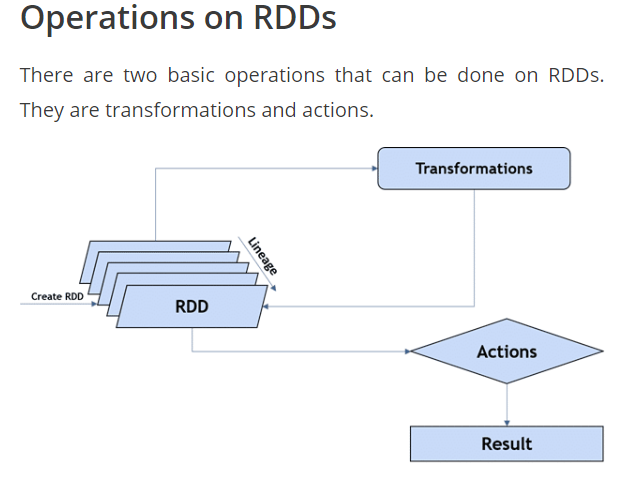 Operations on RDDs
There are two basic operations that can be done on RDDs.
They are transformations and actions.
Transformations
Lineage
Create RDD
RDD
Actions
Result